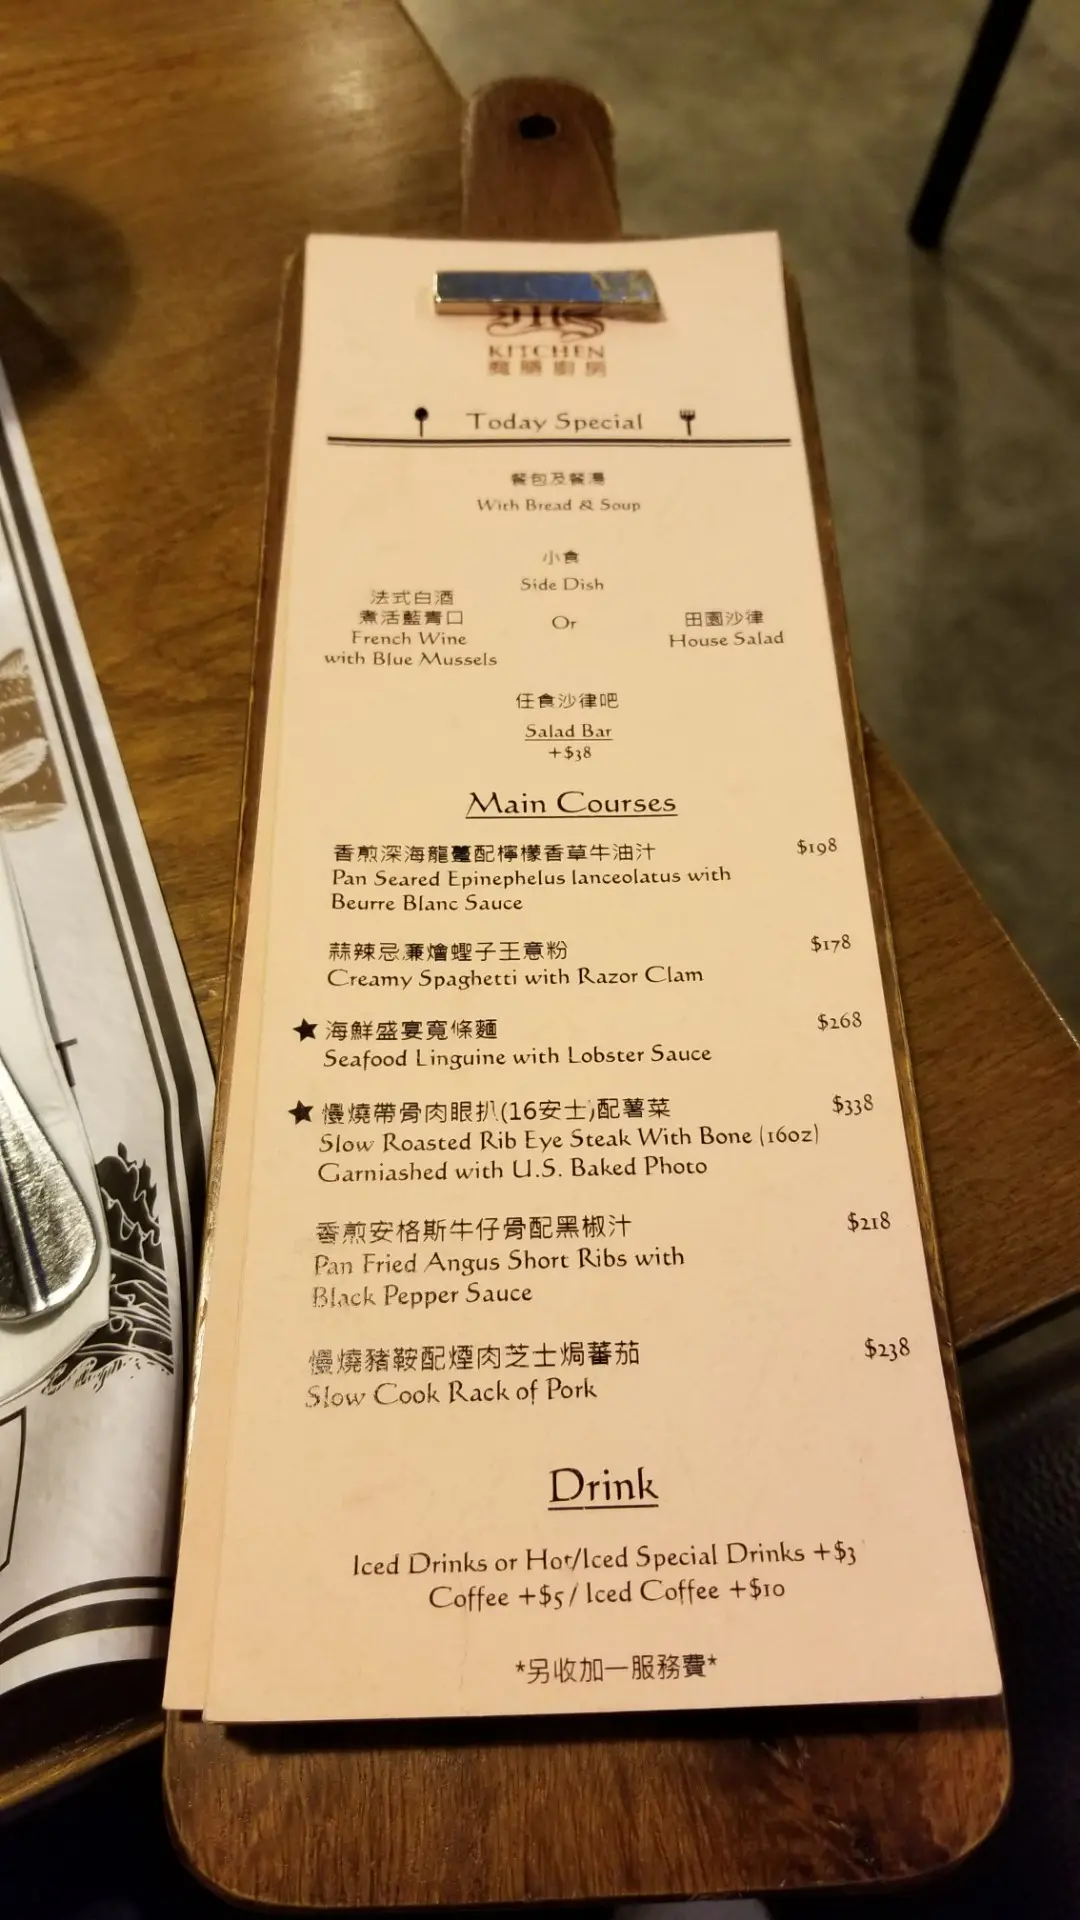 KITCHEN
魔膳廚房
Today Special
餐包及餐湯
With Bread & Soup
小食
Side Dish
法式白酒
煮活藍青口
French Wine
with Blue Mussels
Or
田園沙律
House Salad
任食沙律吧
Salad Bar
+$38
Main Courses
香煎深海龍躉配檸檬香草牛油汁 $198
Pan Seared Epinephelus lanceolatus with
Beurre Blanc Sauce
蒜辣忌廉燴蟶子王意粉 $178
Creamy Spaghetti with Razor Clam
★ 海鮮盛宴寬條麵 $268
Seafood Linguine with Lobster Sauce
★ 慢燒帶骨肉眼扒(16安士)配薯菜 $338
Slow Roasted Rib Eye Steak With Bone (16oz)
Garniashed with U.S. Baked Photo
香煎安格斯牛仔骨配黑椒汁 $218
Pan Fried Angus Short Ribs with
Black Pepper Sauce
慢燒豬鞍配煙肉芝士焗蕃茄 $238
Slow Cook Rack of Pork
Drink
Iced Drinks or Hot/Iced Special Drinks +$3
Coffee +$5 / Iced Coffee +$10
*另收加一服務費*